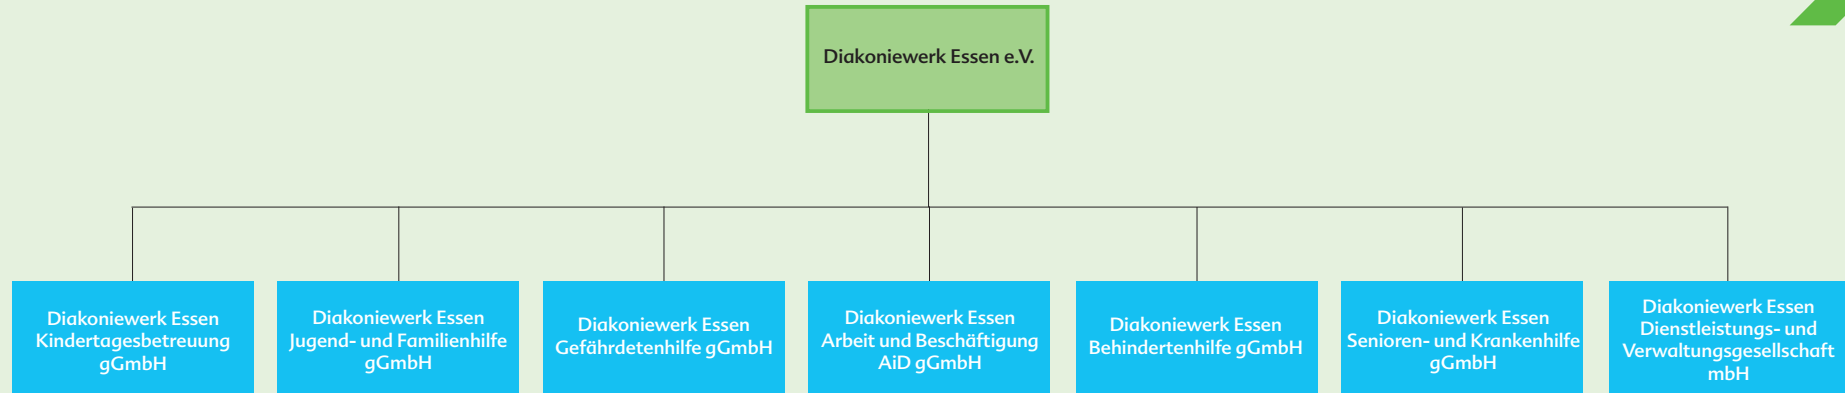 Diakoniewerk Essen e.V.
Diakoniewerk Essen
Kindertagesbetreuung
gGmbH
Diakoniewerk Essen
Jugend- und Familienhilfe
gGmbH
Diakoniewerk Essen
Gefährdetenhilfe gGmbH
Diakoniewerk Essen
Arbeit und Beschäftigung
AiD gGmbH
Diakoniewerk Essen
Behindertenhilfe gGmbH
Diakoniewerk Essen
Senioren- und Krankenhilfe
gGmbH
Diakoniewerk Essen
Dienstleistungs- und
Verwaltungsgesellschaft
mbH